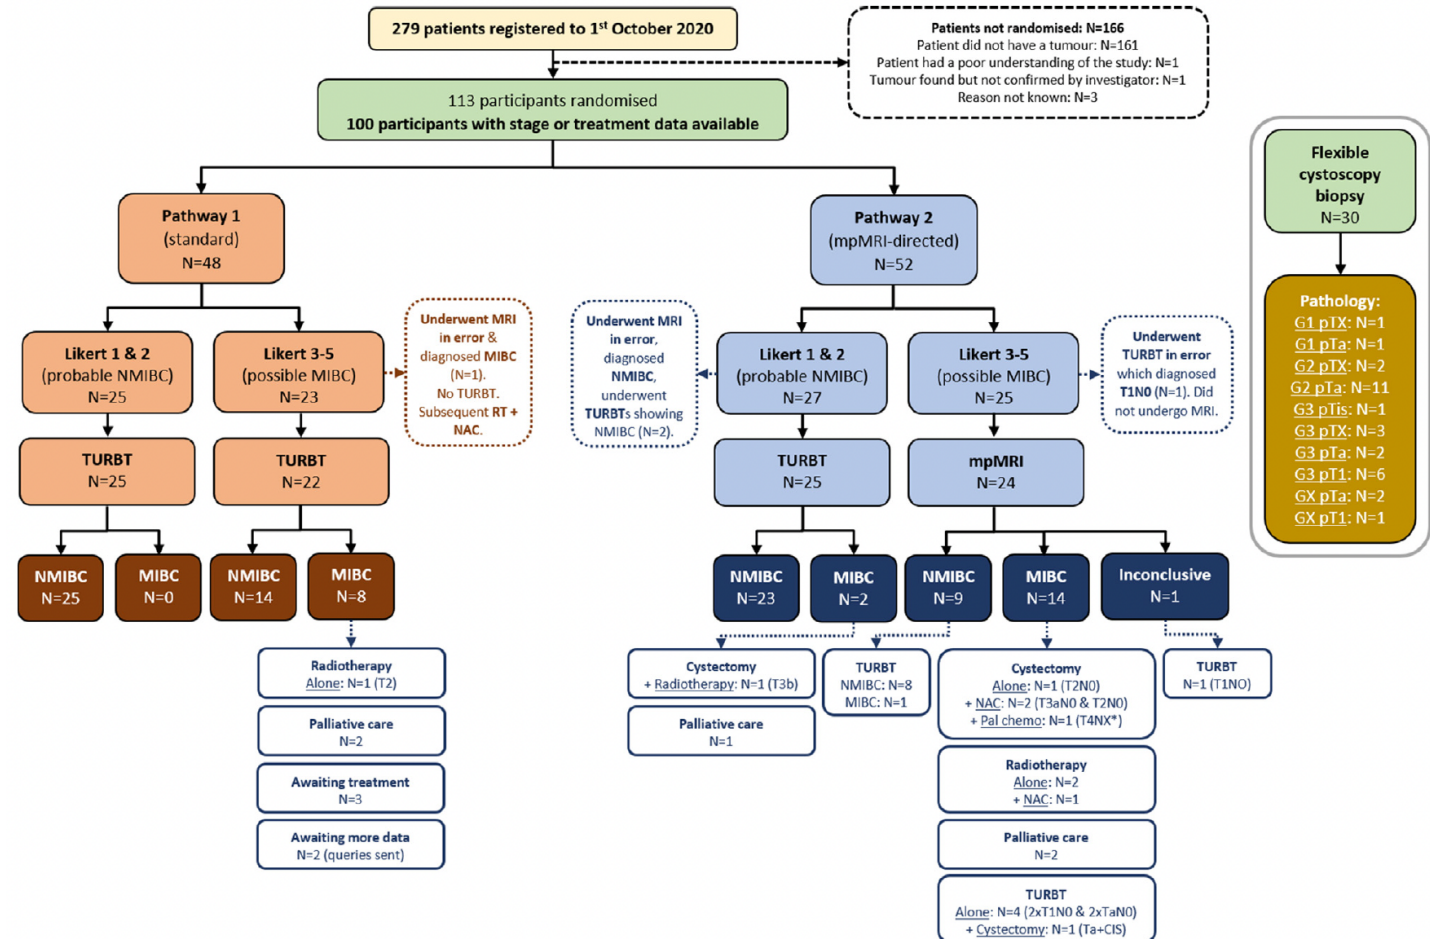 279 patients registered to 1st October 2020
Patients not randomised: N=166
Patient did not have a tumour: N=161
Patient had a poor understanding of the study: N=1
Tumour found but not confirmed by investigator: N=1
Reason not known: N=3
113 participants randomised
100 participants with stage or treatment data available
Pathway 1
(standard)
N=48
Pathway 2
(mpMRI-directed)
N=52
Likert 1 & 2
(probable NMIBC)
N=25
Likert 3-5
(possible MIBC)
N=23
Underwent MRI
in error &
diagnosed MIBC
(N=1).
No TURBT.
Subsequent RT +
NAC.
Underwent MRI
in error,
diagnosed
NMIBC,
underwent
TURBTs showing
NMIBC (N=2).
Likert 1 & 2
(probable NMIBC)
N=27
Likert 3-5
(possible MIBC)
N=25
Underwent
TURBT in error
which diagnosed
T1N0 (N=1). Did
not undergo MRI.
TURBT
N=25
TURBT
N=22
TURBT
N=25
mpMRI
N=24
NMIBC
N=25
MIBC
N=0
NMIBC
N=14
MIBC
N=8
NMIBC
N=23
MIBC
N=2
NMIBC
N=9
MIBC
N=14
Inconclusive
N=1
Radiotherapy
Alone: N=1 (T2)
Palliative care
N=2
Awaiting treatment
N=3
Awaiting more data
N=2 (queries sent)
Cystectomy
+ Radiotherapy: N=1 (T3b)
Palliative care
N=1
TURBT
NMIBC: N=8
MIBC: N=1
Cystectomy
Alone: N=1 (T2N0)
+ NAC: N=2 (T3aN0 & T2N0)
+ Pal chemo: N=1 (T4NX*)
Radiotherapy
Alone: N=2
+ NAC: N=1
Palliative care
N=2
TURBT
Alone: N=4 (2xT1N0 & 2xTaN0)
+ Cystectomy: N=1 (Ta+CIS)
TURBT
N=1 (T1NO)
Flexible
cystoscopy
biopsy
N=30
Pathology:
G1 pTX: N=1
G1 pTa: N=1
G2 pTX: N=2
G2 pTa: N=11
G3 pTis: N=1
G3 pTX: N=3
G3 pTa: N=2
G3 pT1: N=6
GX pTa: N=2
GX pT1: N=1